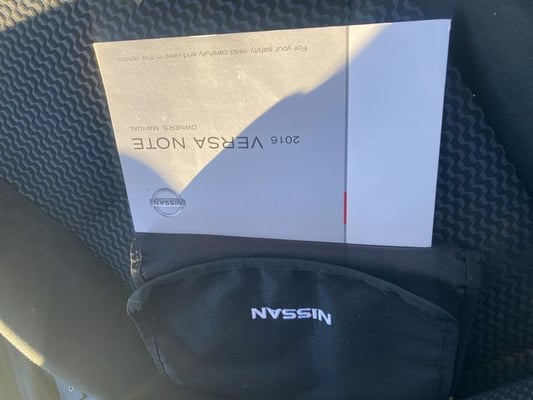 NISSAN
2016 VERSA NOTE
OWNER'S MANUAL
For your safety, read carefully and keep in this vehicle.
NISSAN